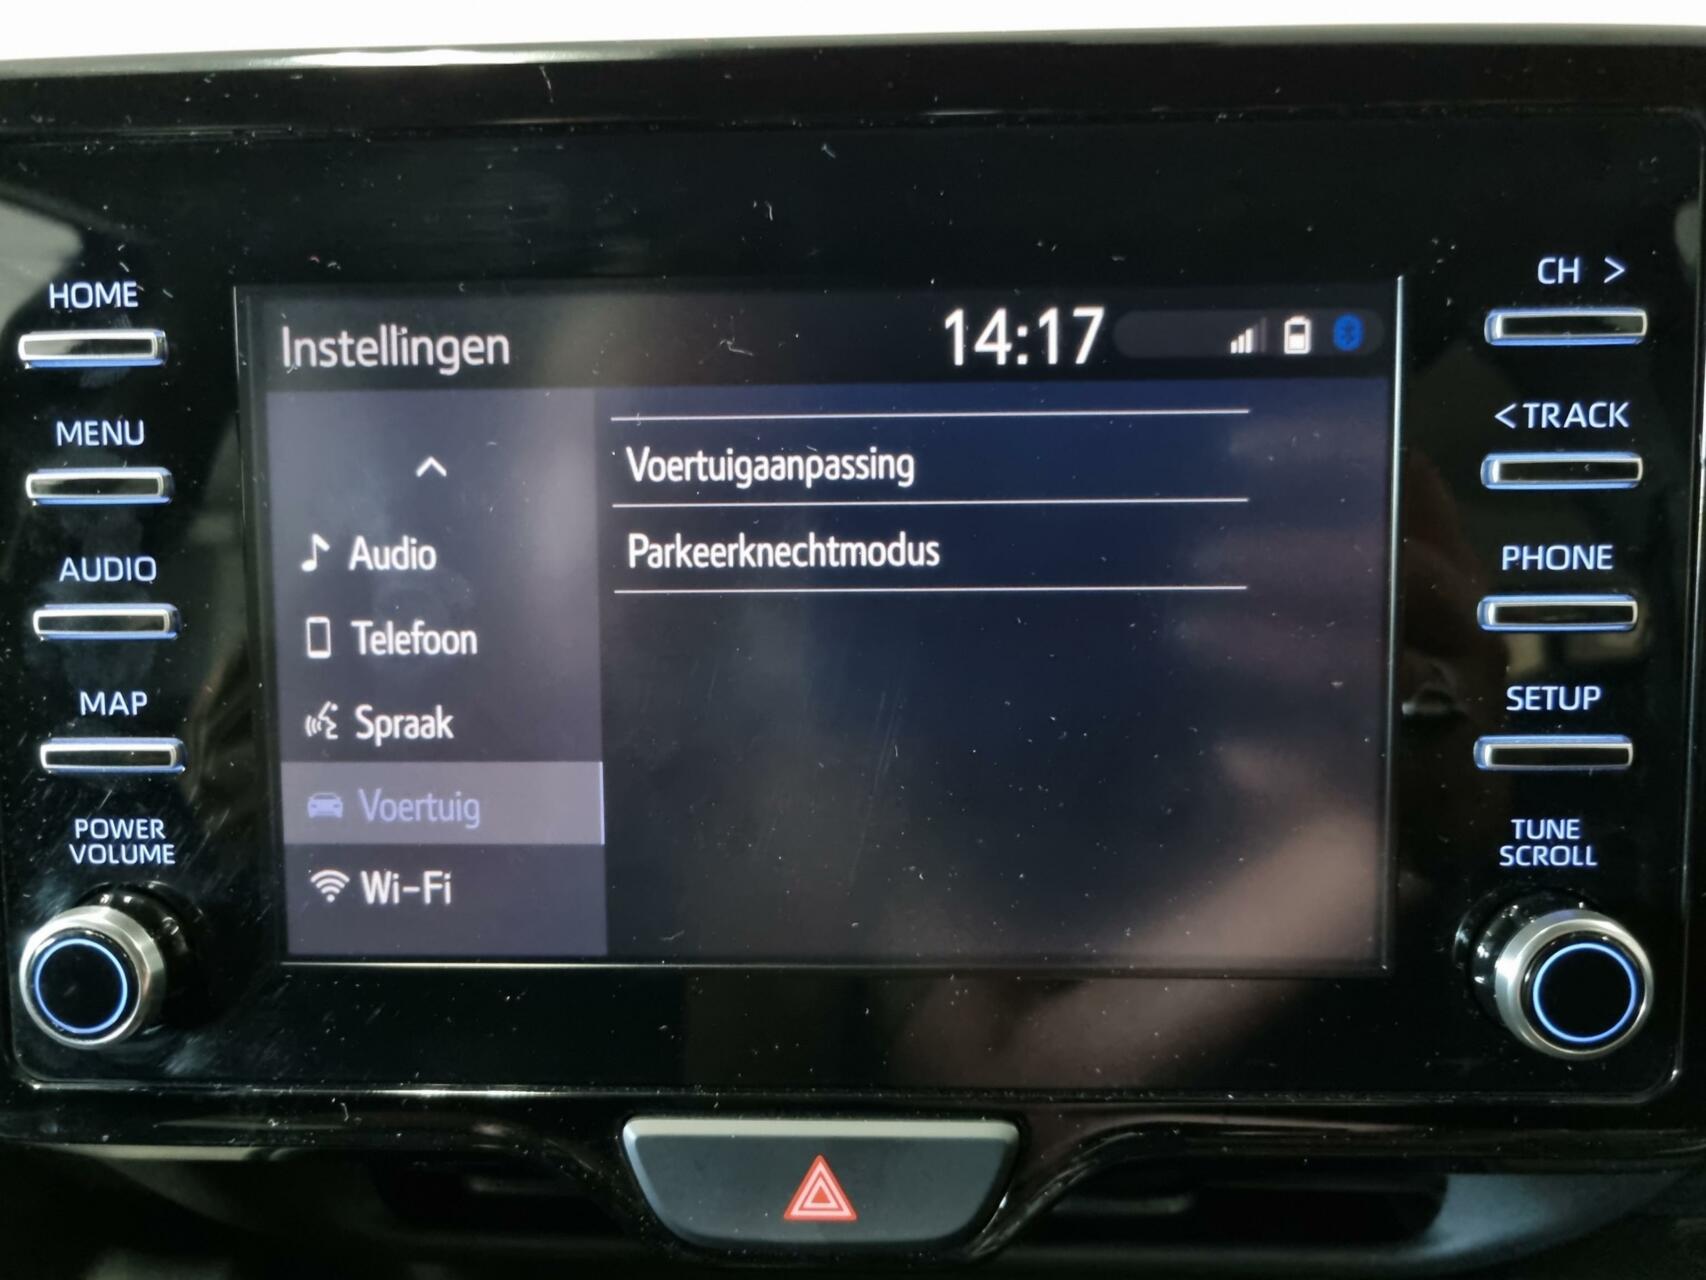 HOME
MENU
AUDIO
MAP
POWER
VOLUME
Instellingen
14:17
Audio
Telefoon
Spraak
Voertuig
Wi-Fi
Voertuigaanpassing
Parkeerknechtmodus
CH >
< TRACK
PHONE
SETUP
TUNE
SCROLL